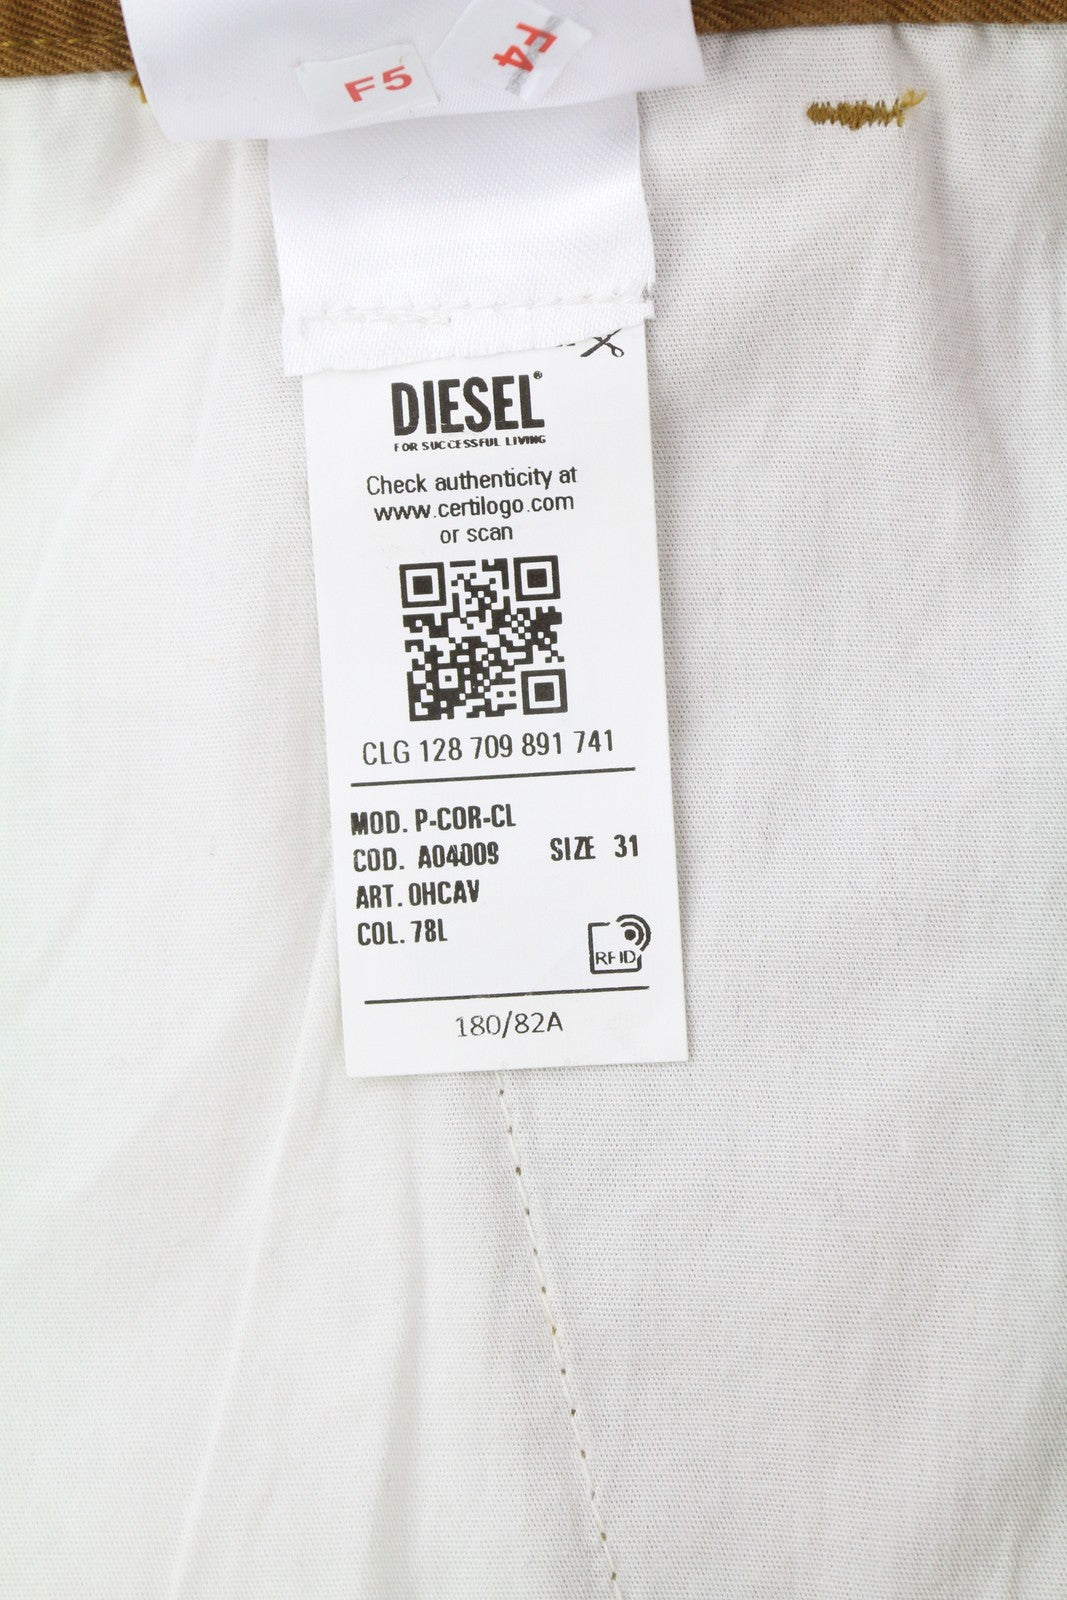 F5
F4
DIESEL®
FOR SUCCESSFUL LIVING
Check authenticity at
www.certilogo.com
or scan
CLG 128 709 891 741
MOD. P-COR-CL
COD. A04009 SIZE 31
ART. 0HCAV
COL. 78L
RFID
180/82A